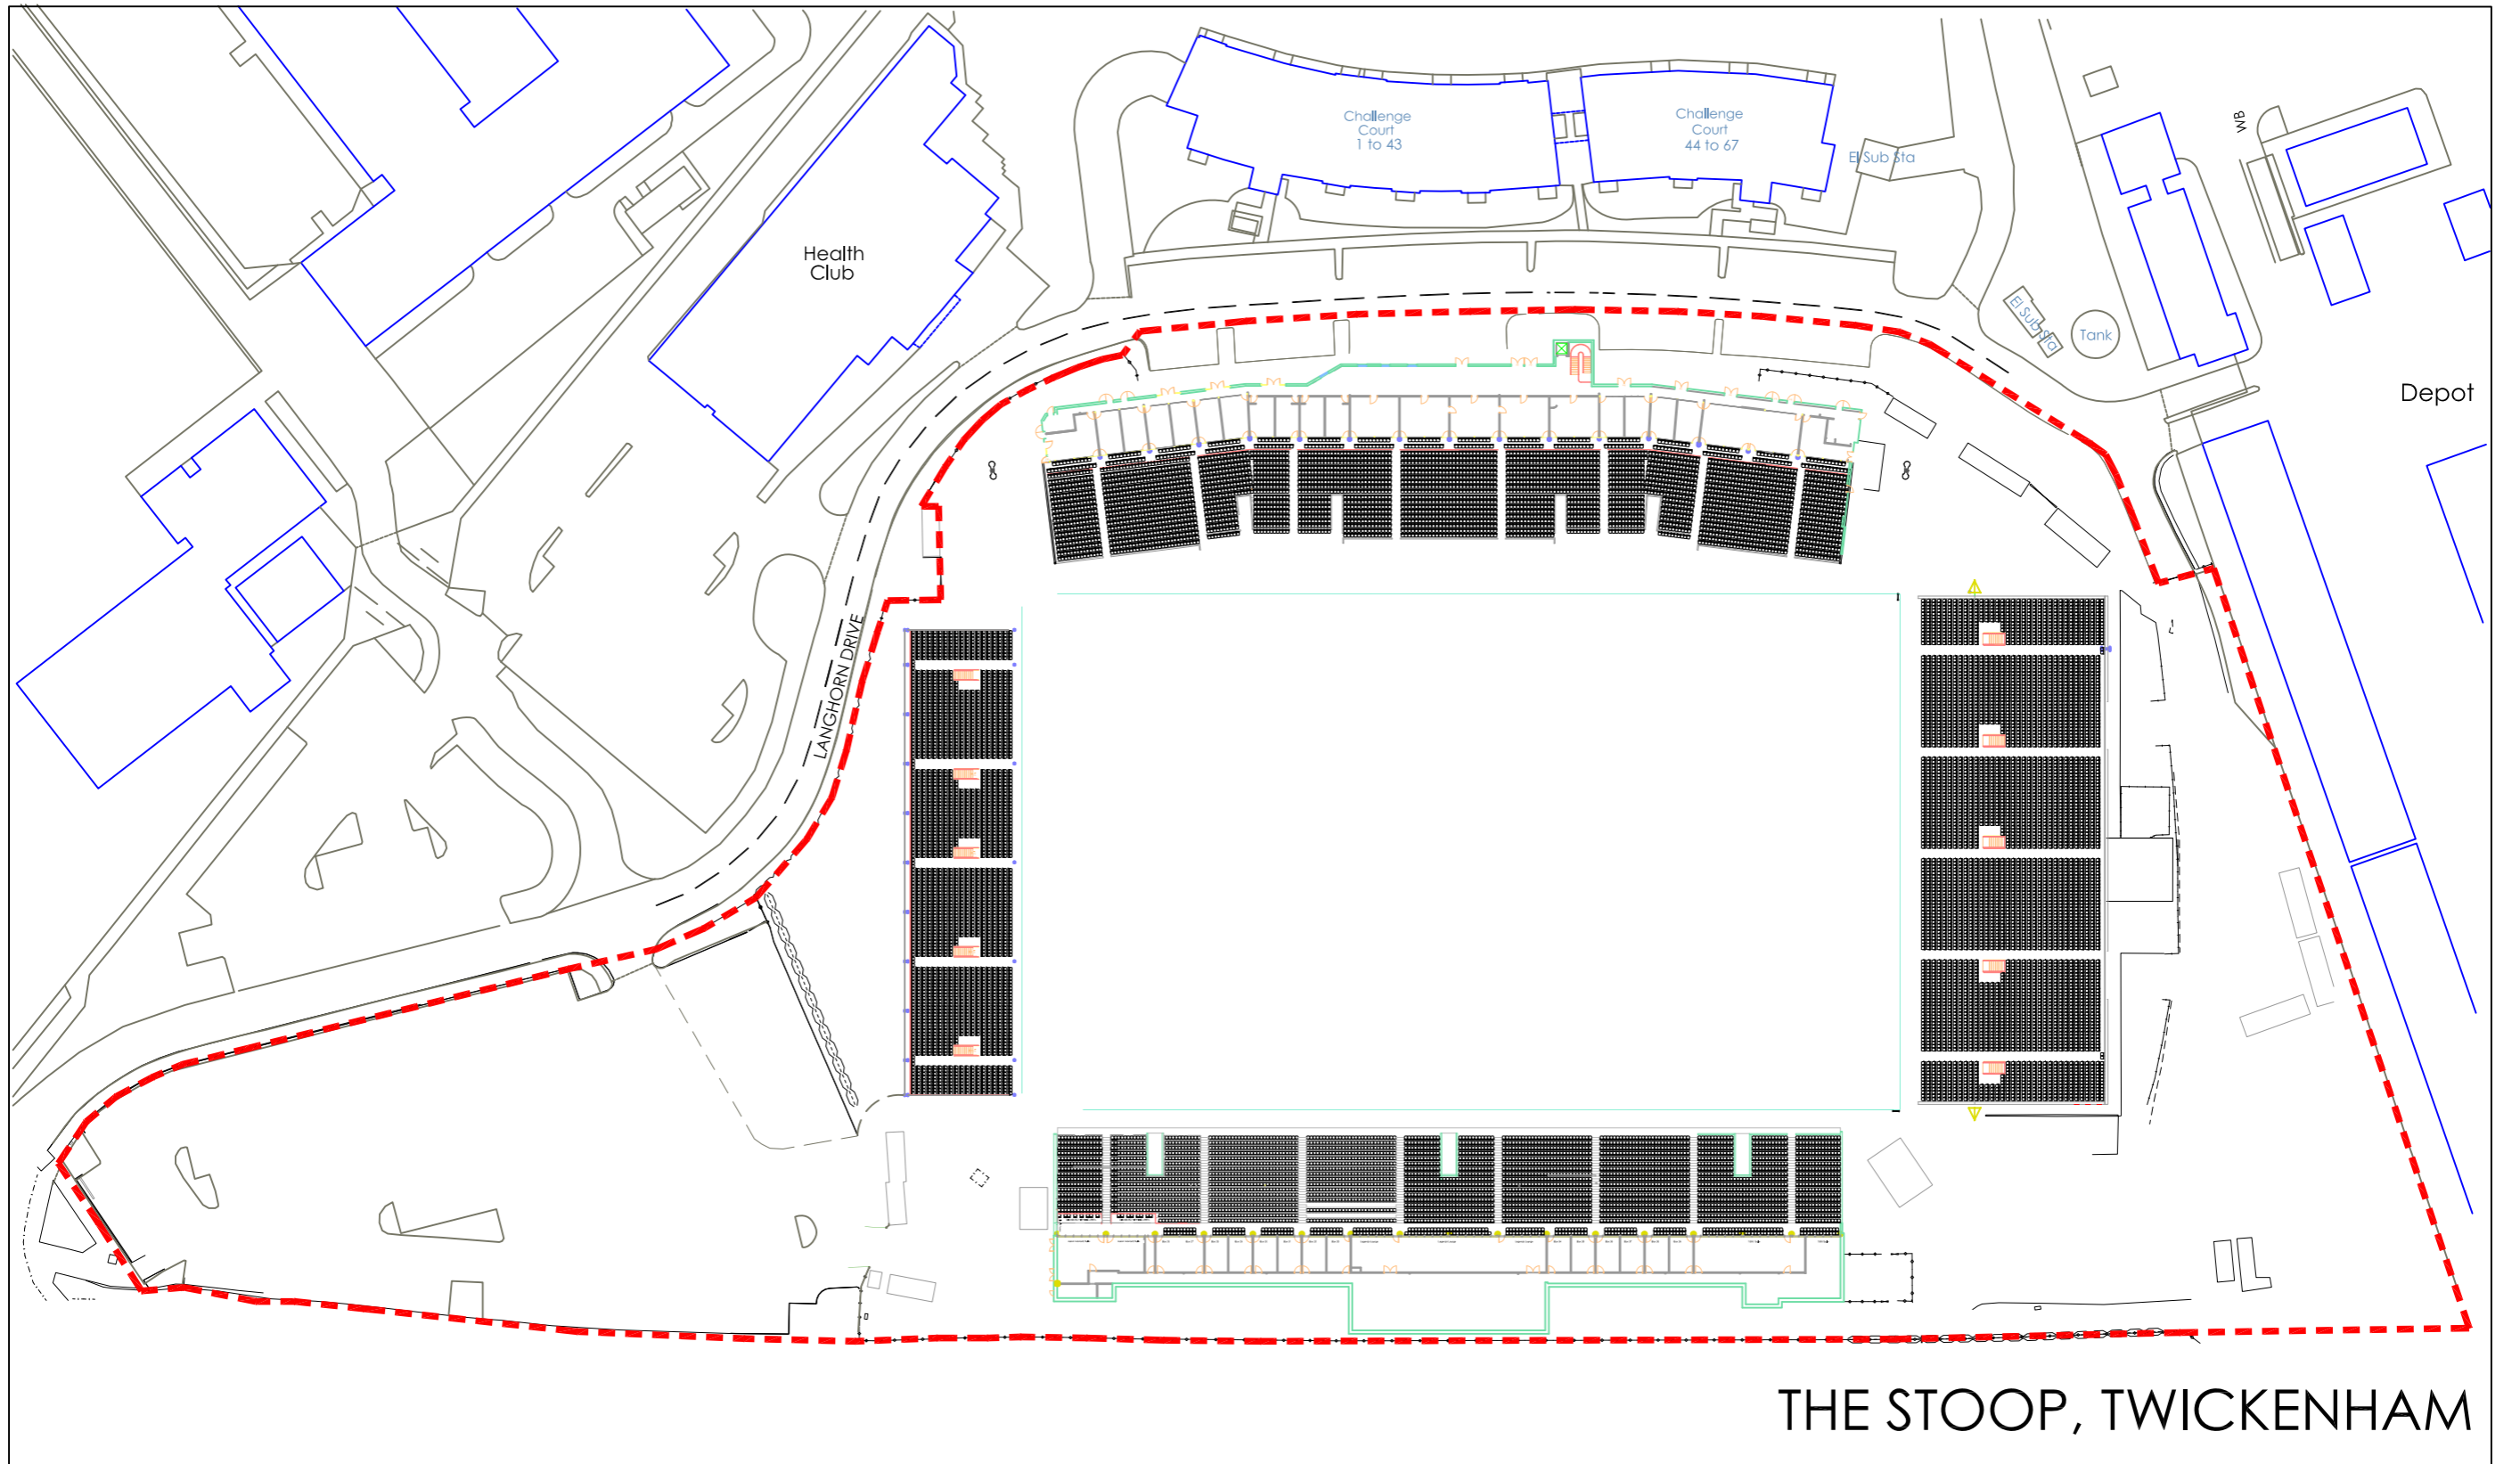 Challenge
Court
1 to 43
Challenge
Court
44 to 67
El Sub Sta
WB
Health
Club
El Sub Sta
Tank
Depot
LANGHORN DRIVE
THE STOOP, TWICKENHAM